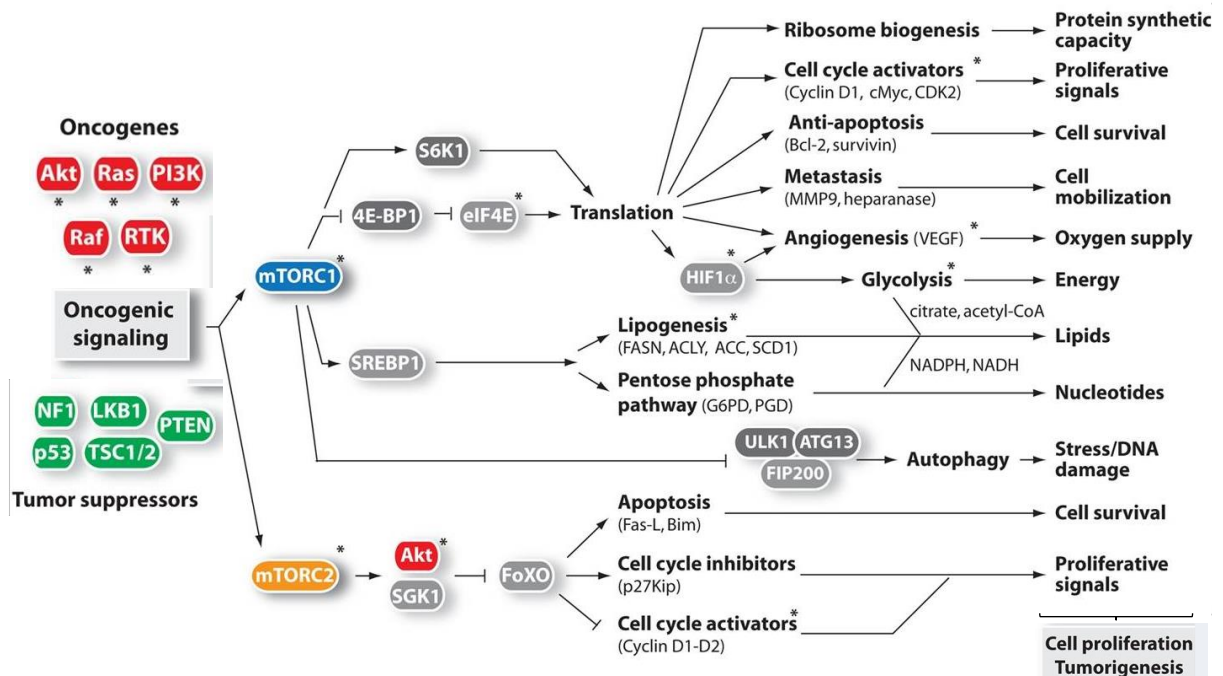 Oncogenes
Akt Ras PI3K
* * *
Raf RTK
* *
Oncogenic
signaling
NF1 LKB1 PTEN
p53 TSC1/2
Tumor suppressors
mTORC1 *
mTORC2 *
S6K1
4E-BP1 eIF4E *
Translation
SREBP1
HIF1α *
Ribosome biogenesis
Protein synthetic
capacity
Cell cycle activators *
(Cyclin D1, cMyc, CDK2)
Proliferative
signals
Anti-apoptosis
(Bcl-2, survivin)
Cell survival
Metastasis
(MMP9, heparanase)
Cell
mobilization
Angiogenesis (VEGF) *
Oxygen supply
Glycolysis *
Energy
citrate, acetyl-CoA
Lipogenesis *
(FASN, ACLY, ACC, SCD1)
Lipids
NADPH, NADH
Pentose phosphate
pathway (G6PD, PGD)
Nucleotides
ULK1 ATG13
FIP200
Autophagy
Stress/DNA
damage
Akt *
SGK1
FoXO
Apoptosis
(Fas-L, Bim)
Cell survival
Cell cycle inhibitors
(p27Kip)
Proliferative
signals
Cell cycle activators *
(Cyclin D1-D2)
Cell proliferation
Tumorigenesis